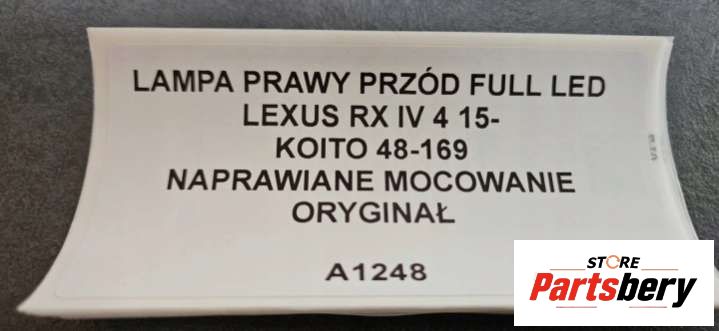 LAMPA PRAWY PRZÓD FULL LED
LEXUS RX IV 4 15-
KOITO 48-169
NAPRAWIANE MOCOWANIE
ORYGINAŁ
A1248
STORE
Partsbery